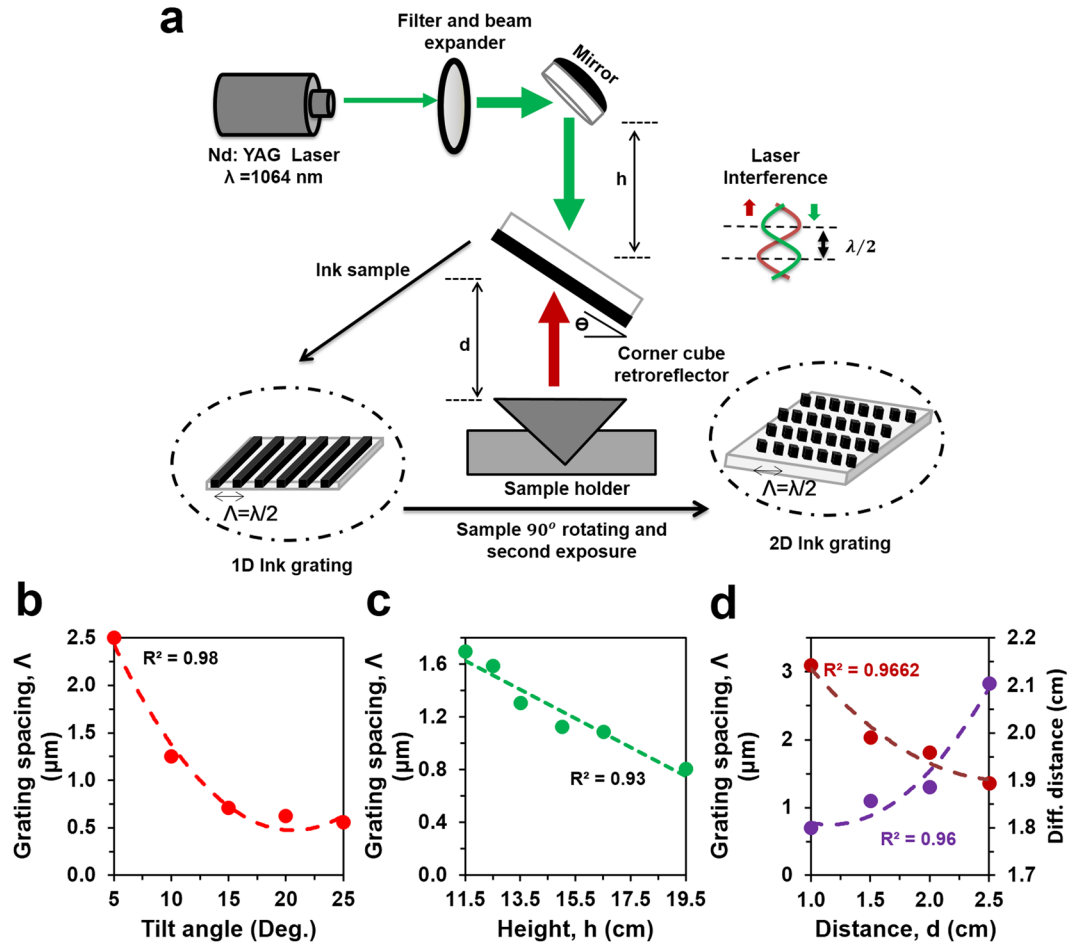 a
Filter and beam
expander
Mirror
Nd: YAG Laser
λ =1064 nm
h
Laser
Interference
λ/2
Ink sample
d
Θ
Corner cube
retroreflector
Λ=λ/2
Sample holder
Λ=λ/2
Sample 90° rotating and
second exposure
1D Ink grating
2D Ink grating
b
Grating spacing, Λ
(μm)
2.5
2.0
1.5
1.0
0.5
0.0
R² = 0.98
5
10
15
20
25
Tilt angle (Deg.)
c
Grating spacing, Λ
(μm)
1.6
1.2
0.8
0.4
0.0
R² = 0.93
11.5
13.5
15.5
17.5
19.5
Height, h (cm)
d
Grating spacing, Λ
(μm)
3
2
1
0
R² = 0.9662
R² = 0.96
2.2
2.1
2.0
1.9
1.8
1.7
Diff. distance (cm)
1.0
1.5
2.0
2.5
Distance, d (cm)